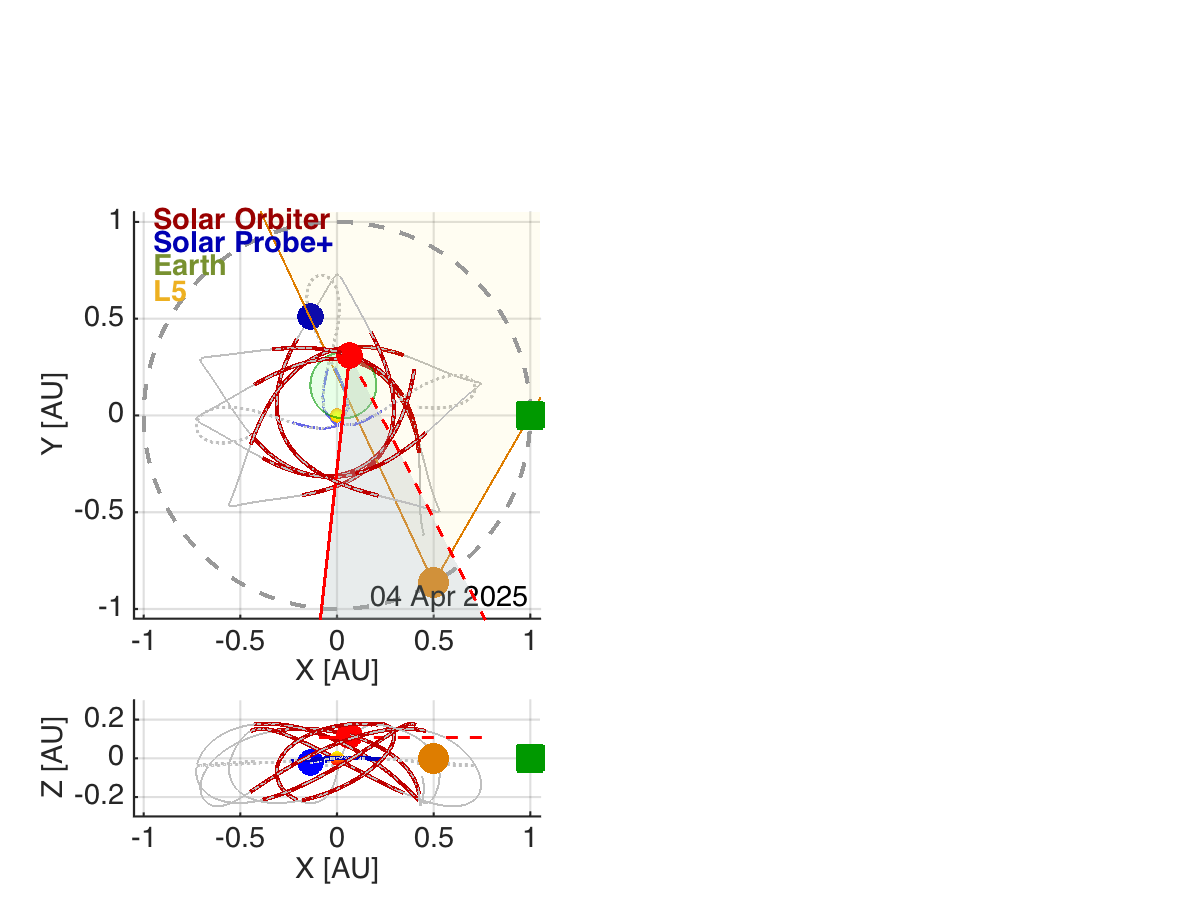 Solar Orbiter
Solar Probe+
Earth
L5
1
0.5
0
-0.5
-1
Y [AU]
04 Apr 2025
-1 -0.5 0 0.5 1
X [AU]
0.2
0
-0.2
Z [AU]
-1 -0.5 0 0.5 1
X [AU]